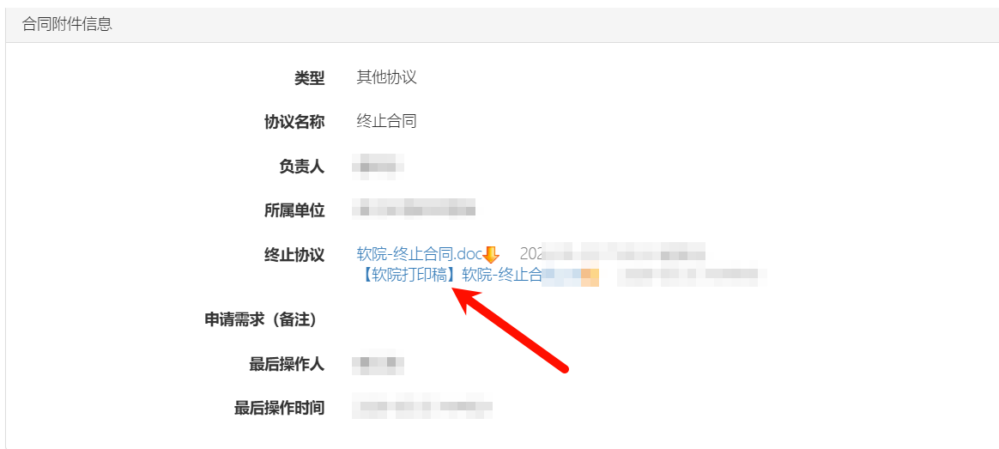 合同附件信息
类型 其他协议
协议名称 终止合同
负责人
所属单位
终止协议 软院-终止合同.doc 202
【软院打印稿】软院-终止合
申请需求（备注）
最后操作人
最后操作时间